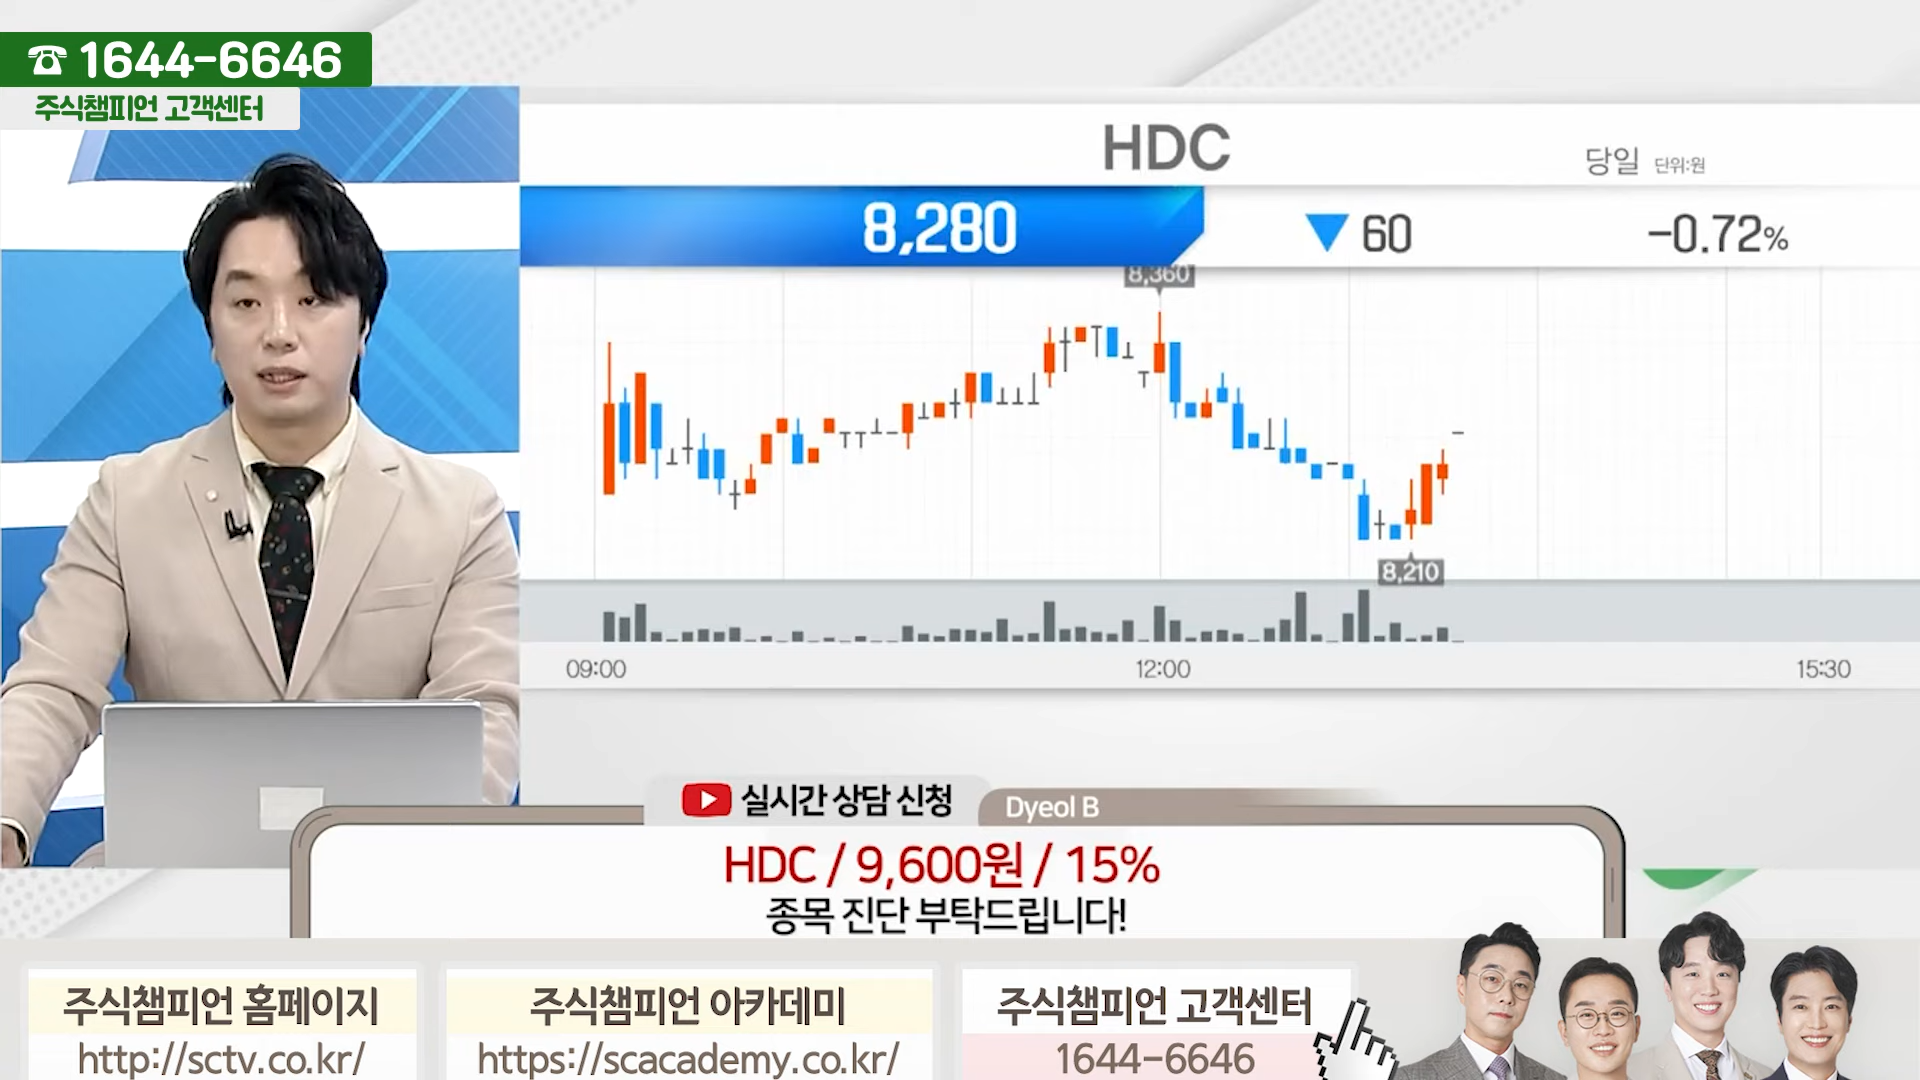 ☎ 1644-6646
주식챔피언 고객센터
HDC
당일 단위:원
8,280 ▼ 60 -0.72%
8,360
8,210
09:00 12:00 15:30
실시간 상담 신청 Dyeol B
HDC / 9,600원 / 15%
종목 진단 부탁드립니다!
주식챔피언 홈페이지
http://sctv.co.kr/
주식챔피언 아카데미
https://scacademy.co.kr/
주식챔피언 고객센터
1644-6646